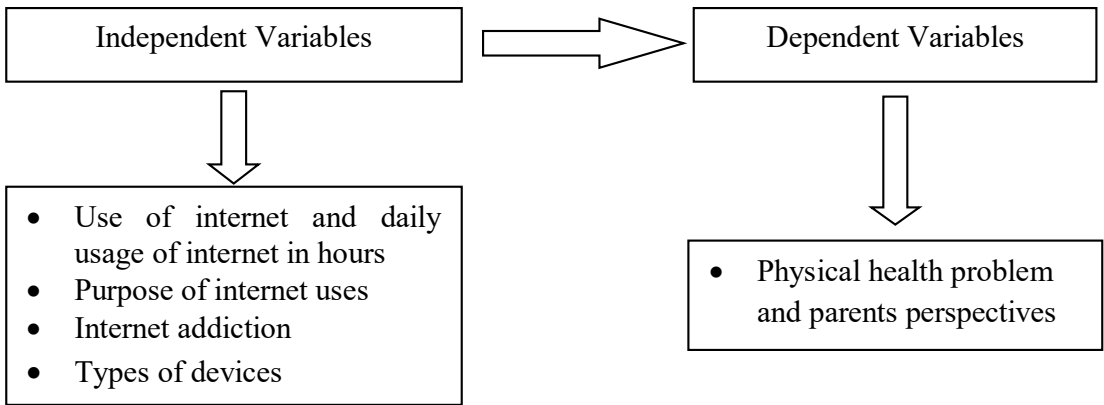 Independent Variables
Dependent Variables
• Use of internet and daily
usage of internet in hours
• Purpose of internet uses
• Internet addiction
• Types of devices
• Physical health problem
and parents perspectives